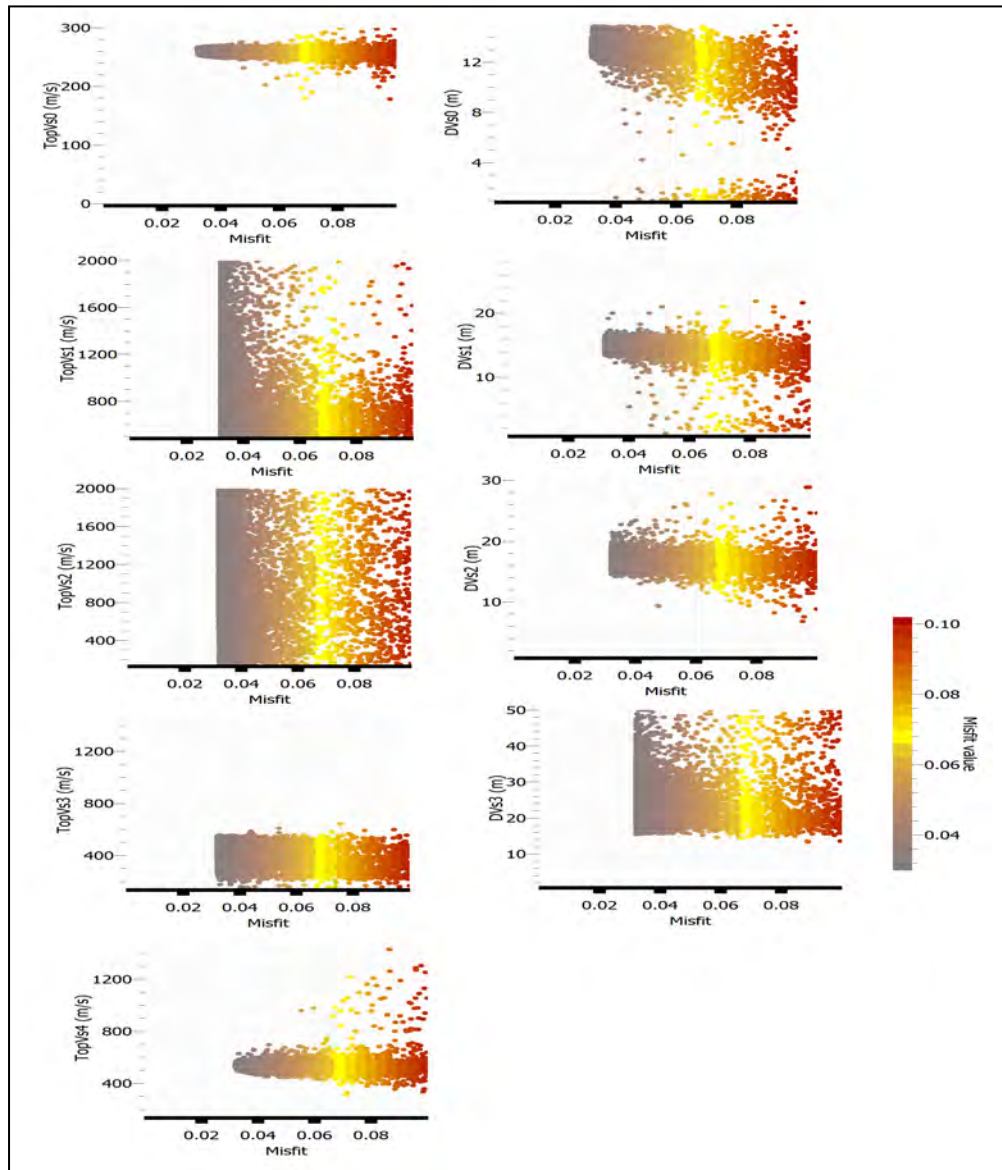 300
200
100
0
TopVs0 (m/s)
0.02 0.04 0.06 0.08
Misfit
12
8
4
DVs0 (m)
0.02 0.04 0.06 0.08
Misfit
2000
1600
1200
800
TopVs1 (m/s)
0.02 0.04 0.06 0.08
Misfit
20
10
DVs1 (m)
0.02 0.04 0.06 0.08
Misfit
2000
1600
1200
800
400
TopVs2 (m/s)
0.02 0.04 0.06 0.08
Misfit
30
20
10
DVs2 (m)
0.02 0.04 0.06 0.08
Misfit
1200
800
400
TopVs3 (m/s)
0.02 0.04 0.06 0.08
Misfit
50
40
30
20
10
DVs3 (m)
0.02 0.04 0.06 0.08
Misfit
0.10
0.08
0.06
0.04
Misfit value
1200
800
400
TopVs4 (m/s)
0.02 0.04 0.06 0.08
Misfit